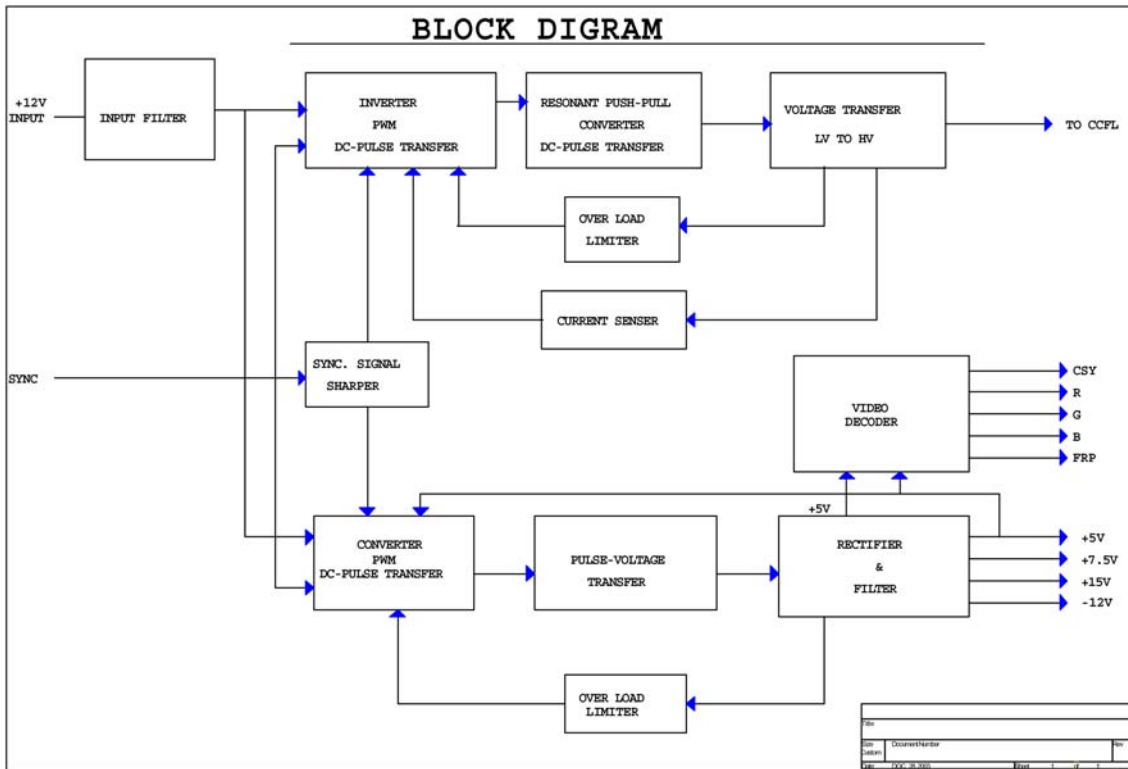 BLOCK DIGRAM
+12V
INPUT
INPUT FILTER
INVERTER
PWM
DC-PULSE TRANSFER
RESONANT PUSH-PULL
CONVERTER
DC-PULSE TRANSFER
VOLTAGE TRANSFER
LV TO HV
TO CCFL
OVER LOAD
LIMITER
CURRENT SENSER
SYNC
SYNC. SIGNAL
SHARPER
VIDEO
DECODER
CSY
R
G
B
FRP
+5V
CONVERTER
PWM
DC-PULSE TRANSFER
PULSE-VOLTAGE
TRANSFER
RECTIFIER
&
FILTER
+5V
+7.5V
+15V
-12V
OVER LOAD
LIMITER
Title
Size
Custom
Document Number
Rev
Date
Sheet
1
of
1